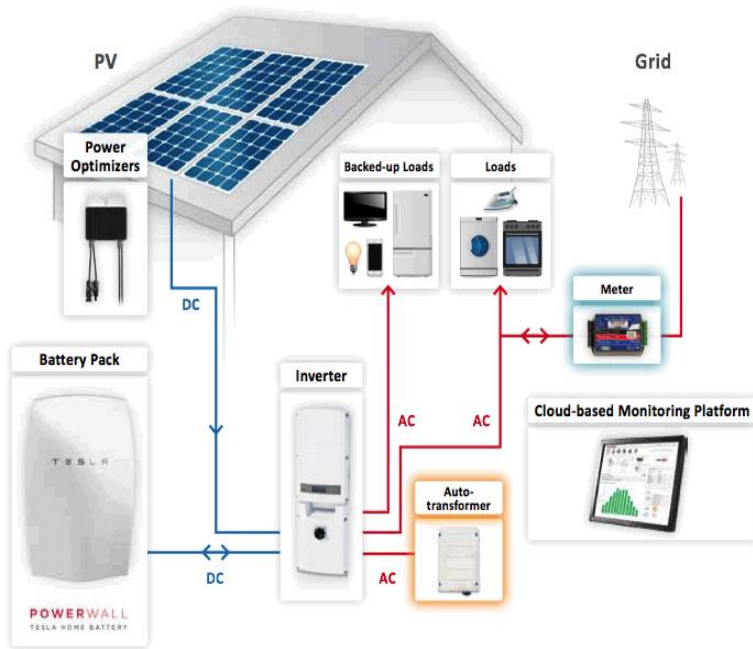 PV
Grid
Power
Optimizers
Backed-up Loads
Loads
DC
Meter
Battery Pack
Inverter
Cloud-based Monitoring Platform
TESLA
AC
AC
Auto-
transformer
DC
AC
POWERWALL
TESLA HOME BATTERY